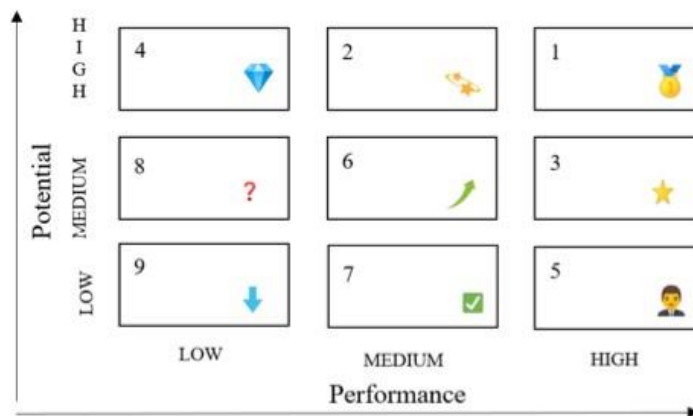 HIGH
4
2
1
Potential
MEDIUM
8
?
6
3
LOW
9
7
5
LOW
MEDIUM
HIGH
Performance